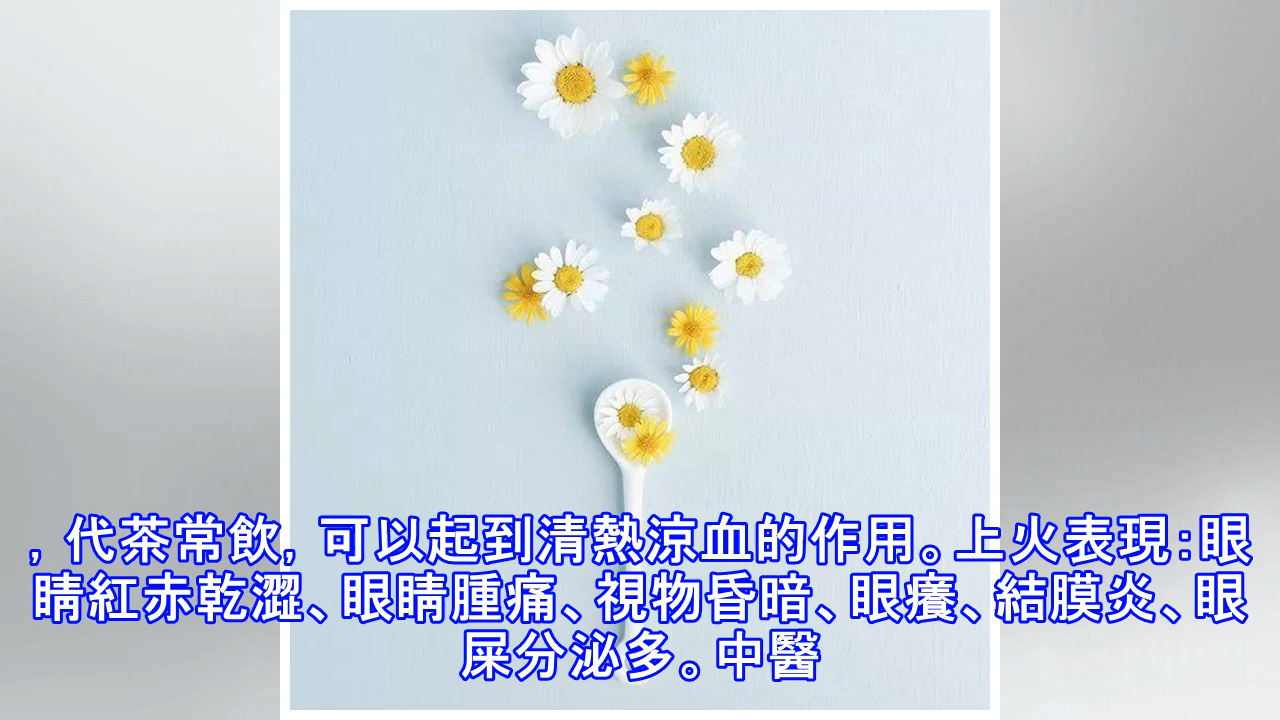 ，代茶常飲，可以起到清熱涼血的作用。上火表現：眼
睛紅赤乾澀、眼睛腫痛、視物昏暗、眼癢、結膜炎、眼
屎分泌多。中醫